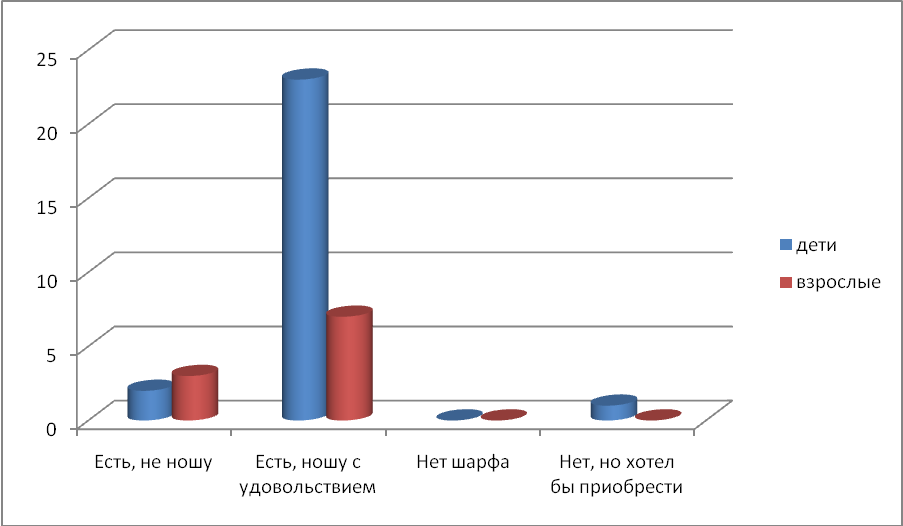 25
20
15
10
5
0
Есть, не ношу
Есть, ношу с
удовольствием
Нет шарфа
Нет, но хотел
бы приобрести
дети
взрослые